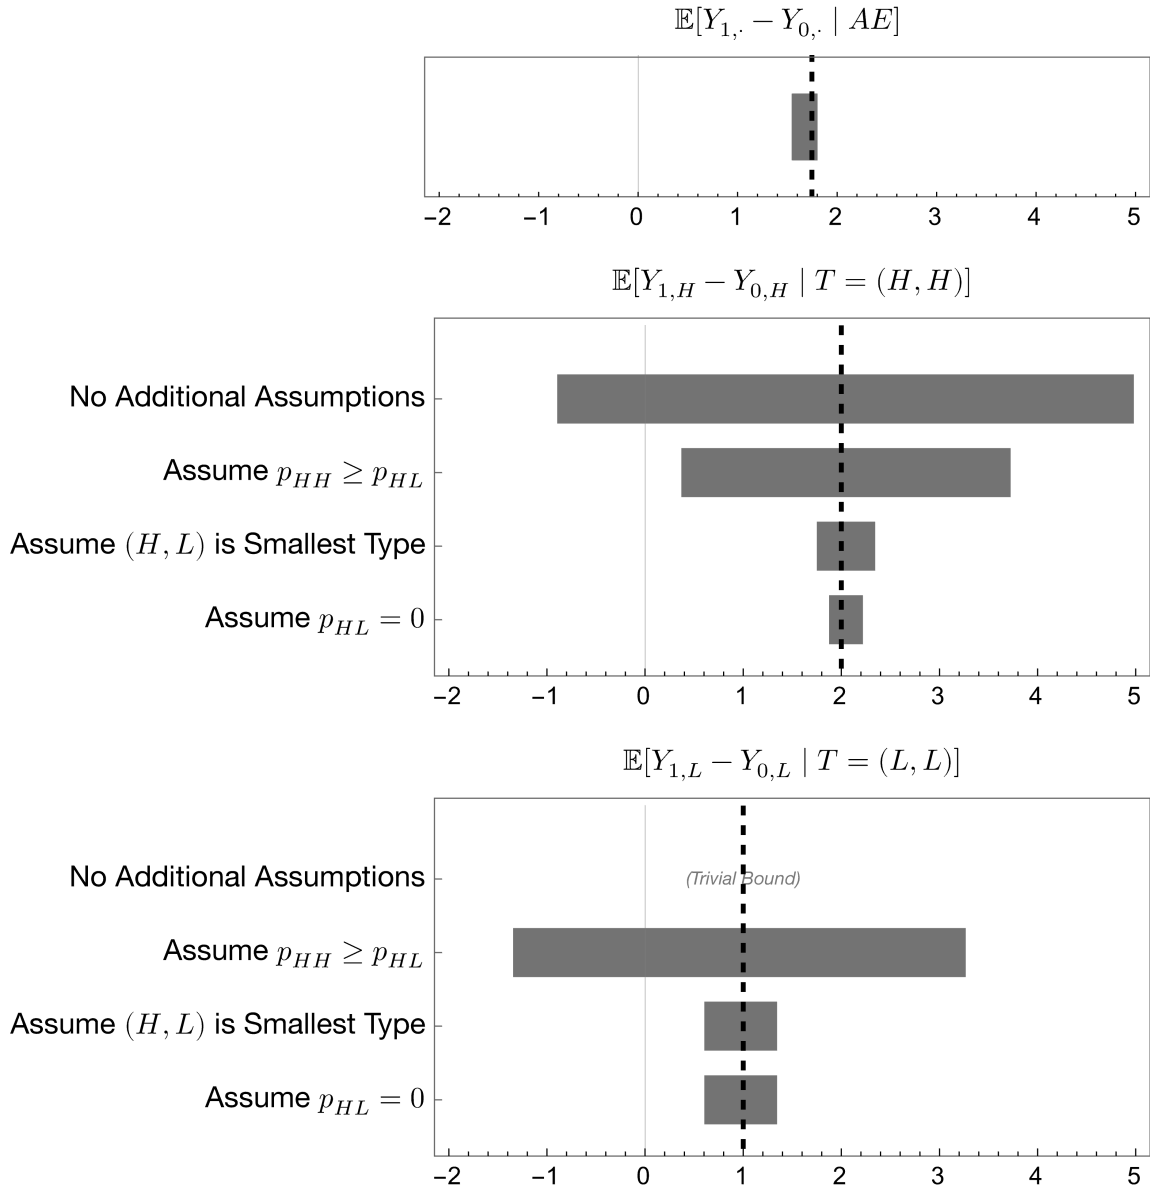 𝔼[Y_{1,·} − Y_{0,·} | AE]
−2 −1 0 1 2 3 4 5
𝔼[Y_{1,H} − Y_{0,H} | T = (H, H)]
No Additional Assumptions
Assume p_{HH} ≥ p_{HL}
Assume (H, L) is Smallest Type
Assume p_{HL} = 0
−2 −1 0 1 2 3 4 5
𝔼[Y_{1,L} − Y_{0,L} | T = (L, L)]
No Additional Assumptions
(Trivial Bound)
Assume p_{HH} ≥ p_{HL}
Assume (H, L) is Smallest Type
Assume p_{HL} = 0
−2 −1 0 1 2 3 4 5